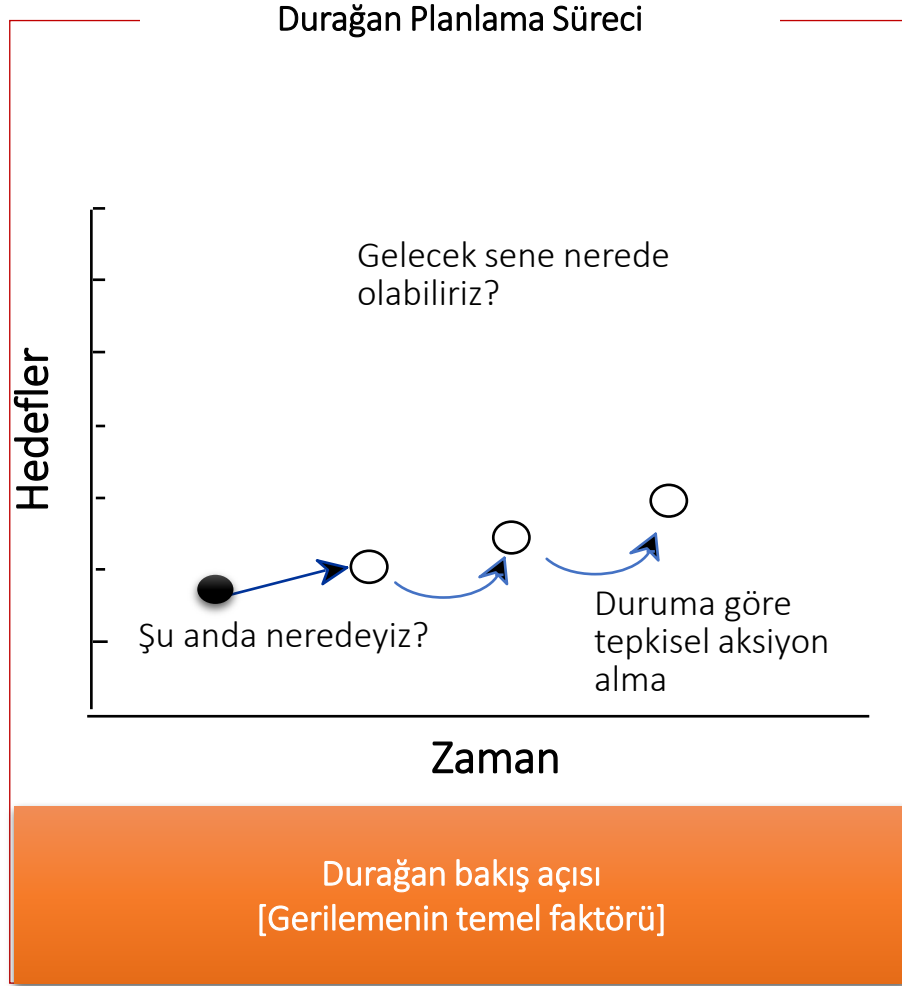 Durağan Planlama Süreci
Gelecek sene nerede
olabiliriz?
Hedefler
Şu anda neredeyiz?
Duruma göre
tepkisel aksiyon
alma
Zaman
Durağan bakış açısı
[Gerilemenin temel faktörü]